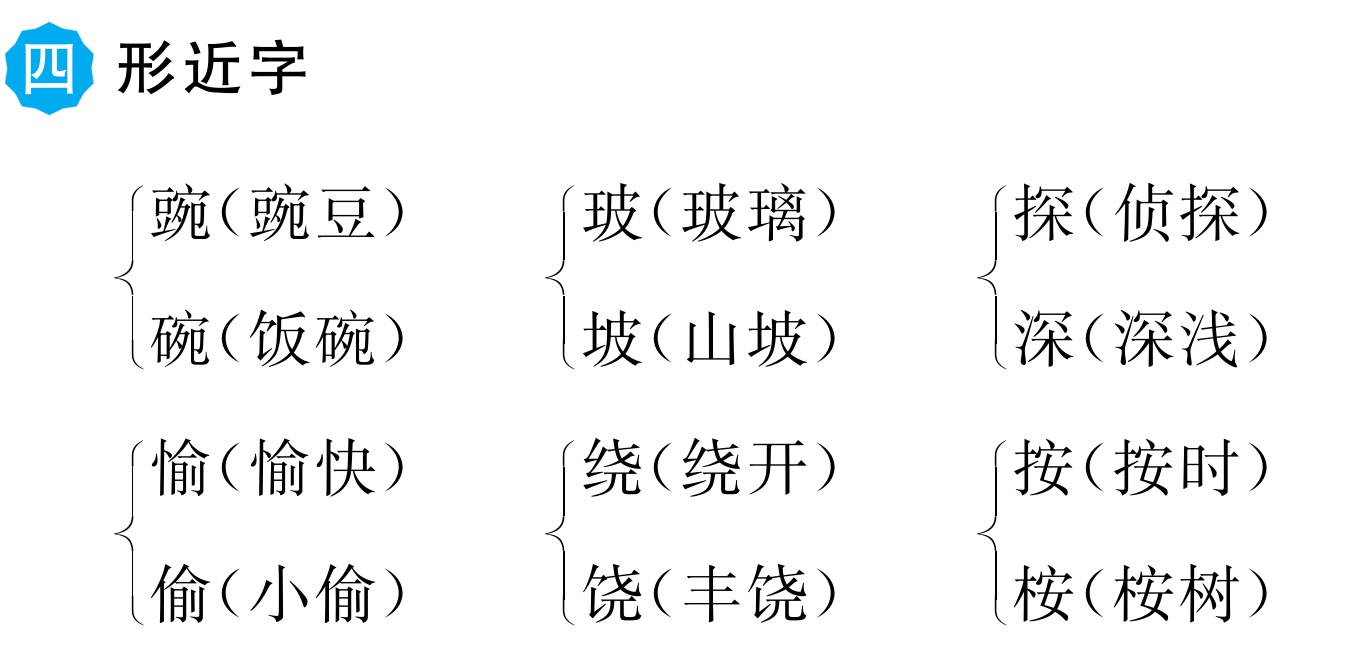 四 形近字
豌(豌豆) 玻(玻璃) 探(侦探)
碗(饭碗) 坡(山坡) 深(深浅)
愉(愉快) 绕(绕开) 按(按时)
偷(小偷) 饶(丰饶) 桉(桉树)